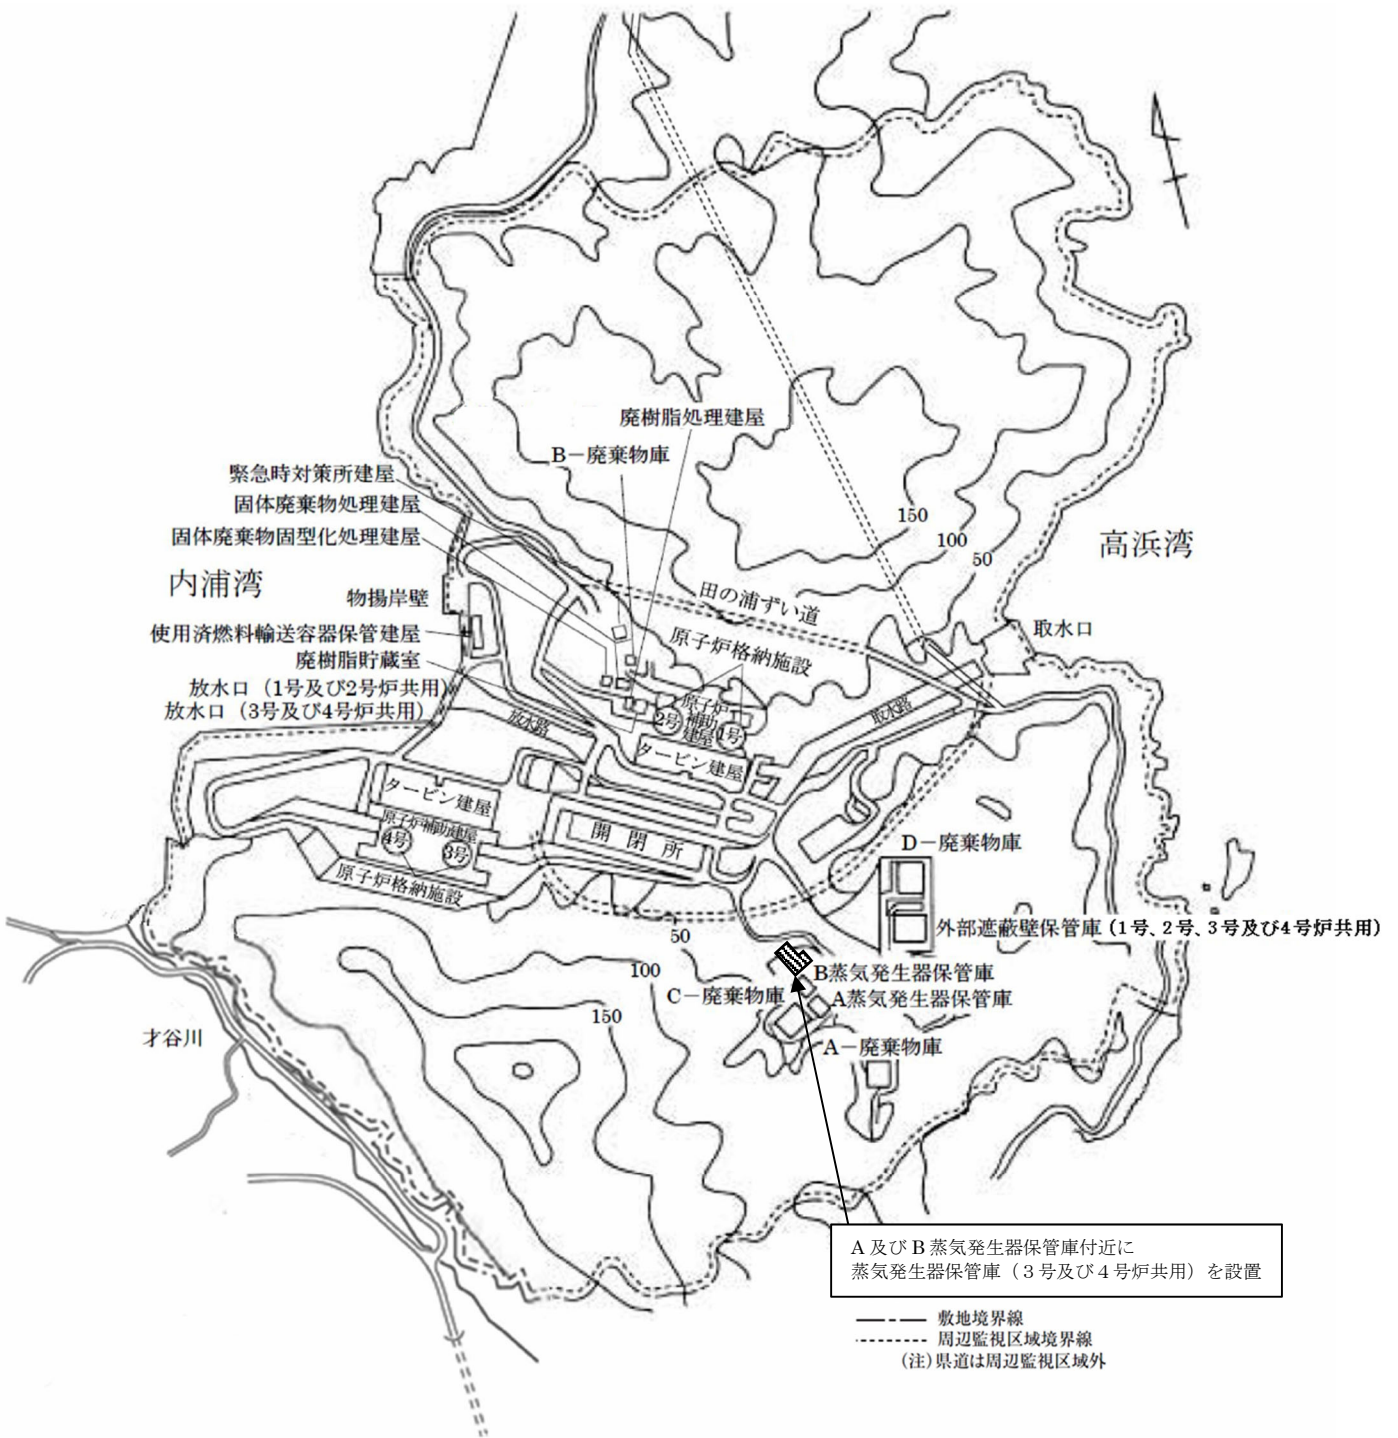 廃樹脂処理建屋
B－廃棄物庫
緊急時対策所建屋
固体廃棄物処理建屋
固体廃棄物固型化処理建屋
150
100
50
高浜湾
内浦湾
物揚岸壁
田の浦ずい道
使用済燃料輸送容器保管建屋
原子炉格納施設
取水口
廃樹脂貯蔵室
放水口（1号及び2号炉共用）
放水口（3号及び4号炉共用）
放水路
原子炉
補助
建屋
2号
1号
取水路
タービン建屋
タービン建屋
原子炉補助建屋
4号
3号
開閉所
原子炉格納施設
D－廃棄物庫
外部遮蔽壁保管庫（1号、2号、3号及び4号炉共用）
50
100
150
B蒸気発生器保管庫
C－廃棄物庫
A蒸気発生器保管庫
A－廃棄物庫
才谷川
A 及び B 蒸気発生器保管庫付近に
蒸気発生器保管庫（３号及び４号炉共用）を設置
敷地境界線
周辺監視区域境界線
（注）県道は周辺監視区域外